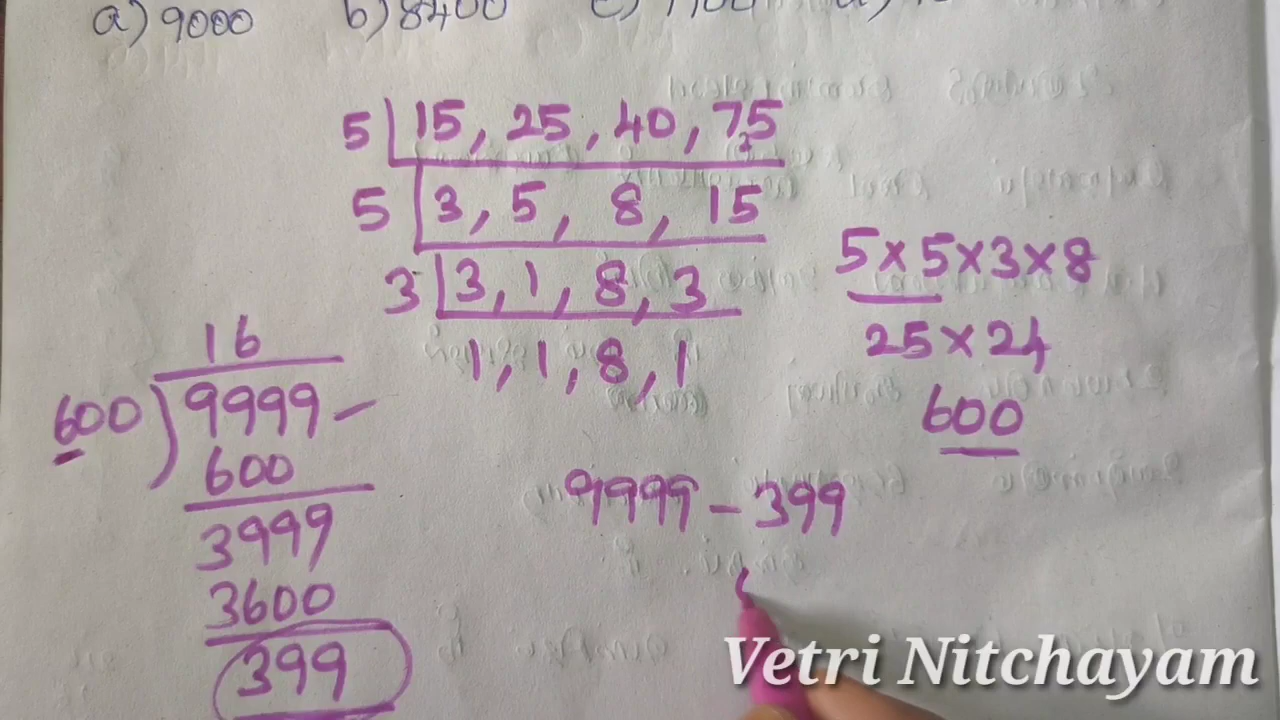 a) 9000 b) 8400 c)
5 | 15, 25, 40, 75
5 | 3, 5, 8, 15
3 | 3, 1, 8, 3
1, 1, 8, 1
5 × 5 × 3 × 8
25 × 24
600
16
600 ) 9999
600
3999
3600
399
9999 - 399
Vetri Nitchayam